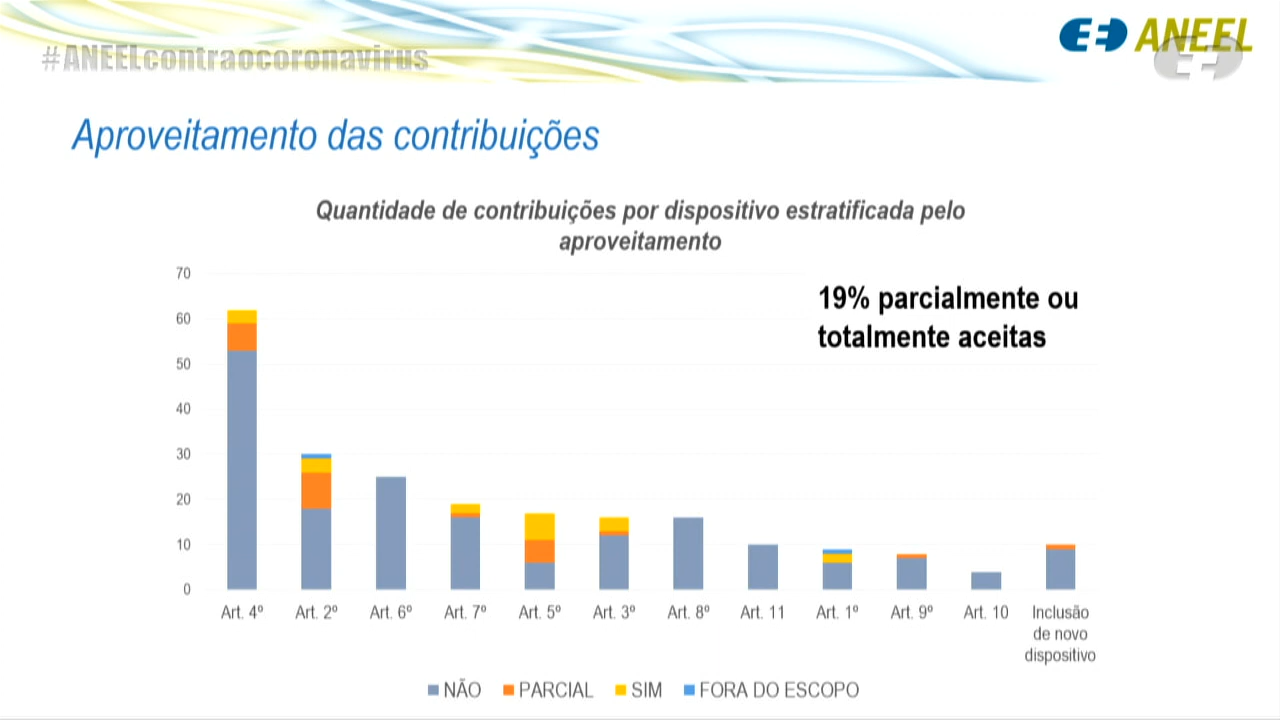 #ANEELcontraocoronavirus
ANEEL
Aproveitamento das contribuições
Quantidade de contribuições por dispositivo estratificada pelo
aproveitamento
19% parcialmente ou
totalmente aceitas
70
60
50
40
30
20
10
0
Art. 4º
Art. 2º
Art. 6º
Art. 7º
Art. 5º
Art. 3º
Art. 8º
Art. 11
Art. 1º
Art. 9º
Art. 10
Inclusão
de novo
dispositivo
NÃO
PARCIAL
SIM
FORA DO ESCOPO